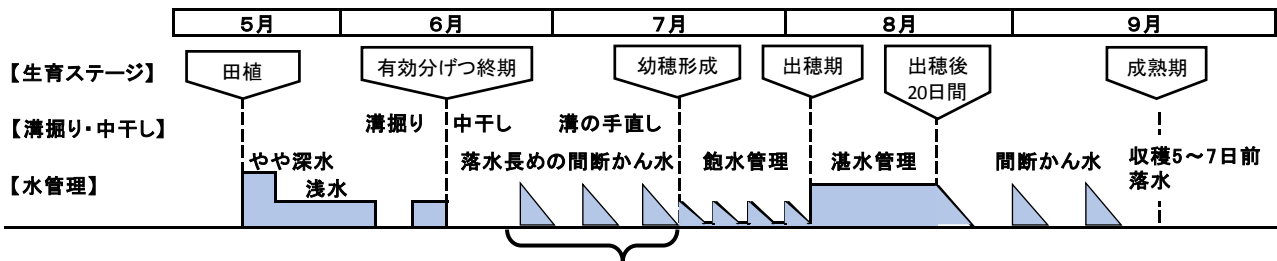 5月 6月 7月 8月 9月
【生育ステージ】 田植 有効分げつ終期 幼穂形成 出穂期 出穂後 成熟期
20日間
【溝掘り・中干し】 溝掘り 中干し 溝の手直し
やや深水 落水長めの間断かん水 飽水管理 湛水管理 間断かん水 収穫5～7日前
【水管理】 浅水 落水